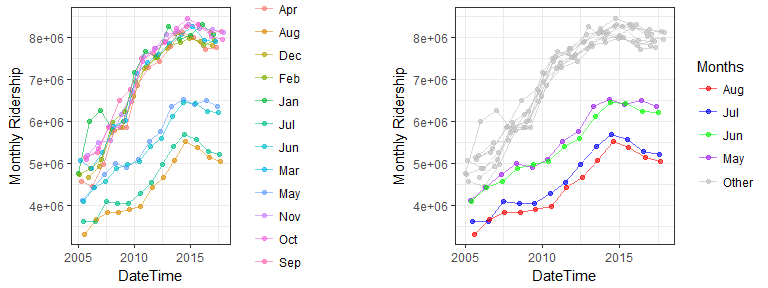 Monthly Ridership
8e+06
7e+06
6e+06
5e+06
4e+06
2005 2010 2015
DateTime
Apr
Aug
Dec
Feb
Jan
Jul
Jun
Mar
May
Nov
Oct
Sep
Monthly Ridership
8e+06
7e+06
6e+06
5e+06
4e+06
2005 2010 2015
DateTime
Months
Aug
Jul
Jun
May
Other